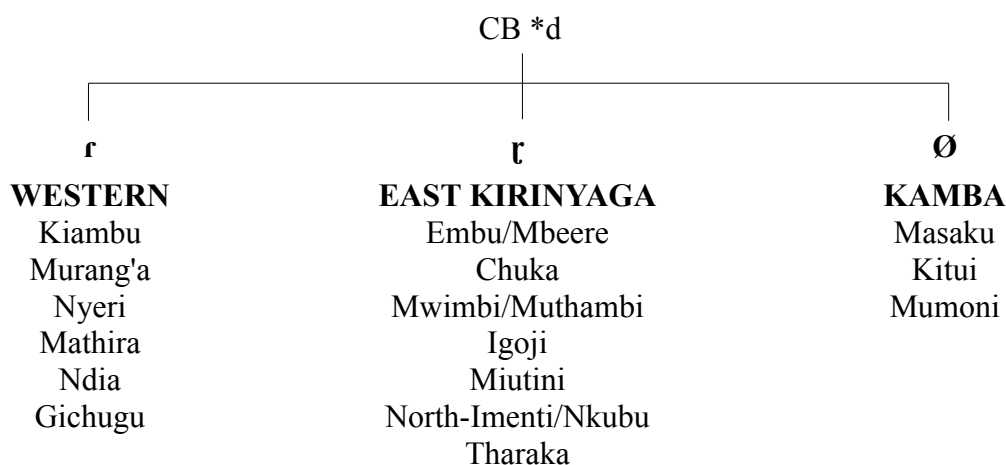 CB *d
ɾ ɽ Ø
WESTERN EAST KIRINYAGA KAMBA
Kiambu Embu/Mbeere Masaku
Murang'a Chuka Kitui
Nyeri Mwimbi/Muthambi Mumoni
Mathira Igoji
Ndia Miutini
Gichugu North-Imenti/Nkubu
Tharaka